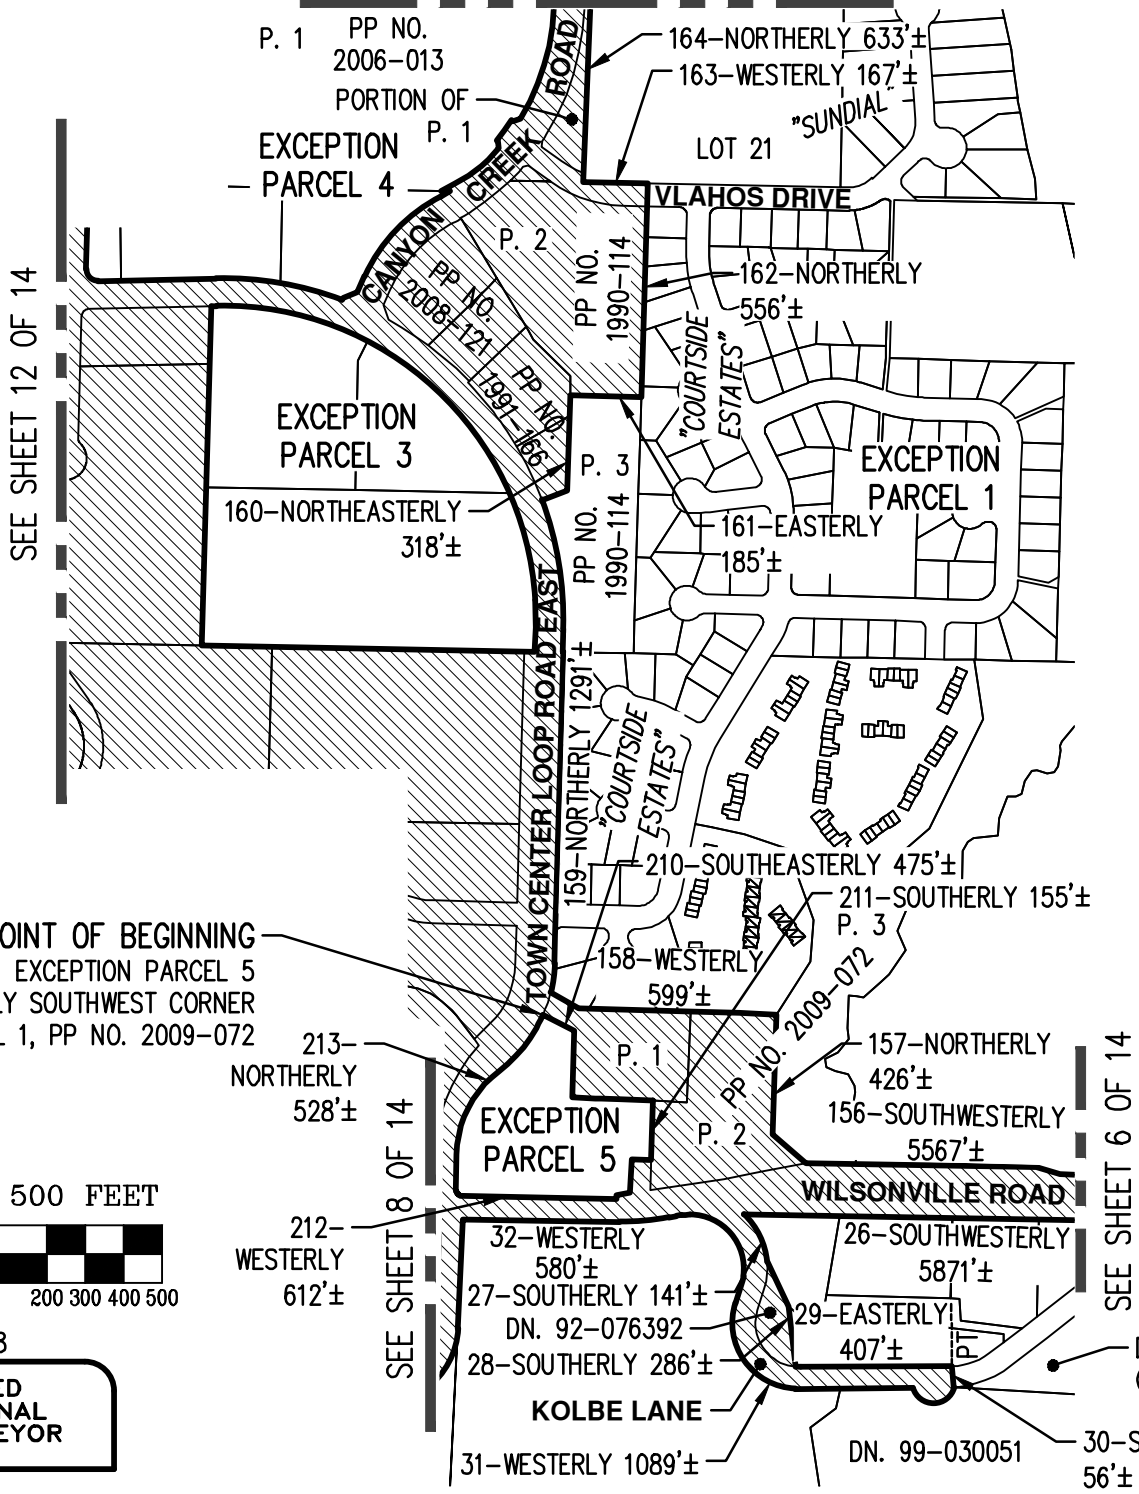 P. 1
PP NO.
2006-013
PORTION OF
P. 1
ROAD
164-NORTHERLY 633'±
163-WESTERLY 167'±
"SUNDIAL"
LOT 21
EXCEPTION
PARCEL 4
CANYON CREEK
VLAHOS DRIVE
P. 2
PP NO.
1990-114
PP NO.
2008-121
162-NORTHERLY
556'±
"COURTSIDE
ESTATES"
SEE SHEET 12 OF 14
EXCEPTION
PARCEL 3
PP NO.
1991-166
P. 3
PP NO.
1990-114
EXCEPTION
PARCEL 1
160-NORTHEASTERLY
318'±
161-EASTERLY
185'±
TOWN CENTER LOOP ROAD EAST
159-NORTHERLY 1291'±
"COURTSIDE
ESTATES"
210-SOUTHEASTERLY 475'±
211-SOUTHERLY 155'±
P. 3
OINT OF BEGINNING
EXCEPTION PARCEL 5
LY SOUTHWEST CORNER
L 1, PP NO. 2009-072
158-WESTERLY
599'±
PP NO. 2009-072
213-
NORTHERLY
528'±
P. 1
157-NORTHERLY
426'±
156-SOUTHWESTERLY
5567'±
EXCEPTION
PARCEL 5
P. 2
SEE SHEET 8 OF 14
SEE SHEET 6 OF 14
WILSONVILLE ROAD
500 FEET
200 300 400 500
212-
WESTERLY
612'±
32-WESTERLY
580'±
26-SOUTHWESTERLY
5871'±
27-SOUTHERLY 141'±
DN. 92-076392
28-SOUTHERLY 286'±
29-EASTERLY
407'±
PT
KOLBE LANE
31-WESTERLY 1089'±
DN. 99-030051
30-S
56'±
ED
NAL
EYOR